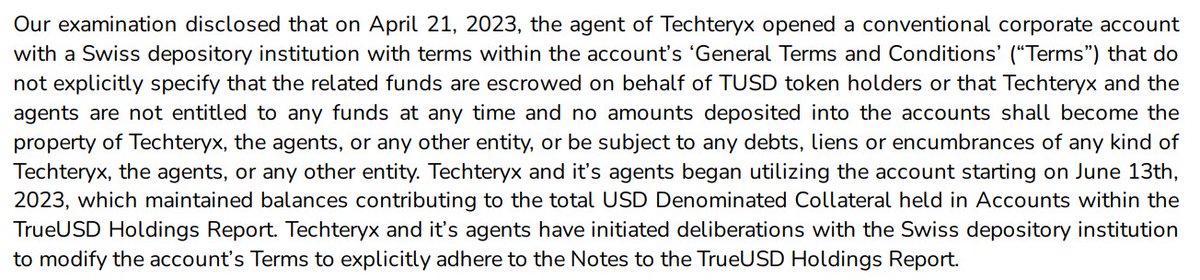 Our examination disclosed that on April 21, 2023, the agent of Techteryx opened a conventional corporate account
with a Swiss depository institution with terms within the account’s ‘General Terms and Conditions’ (“Terms”) that do
not explicitly specify that the related funds are escrowed on behalf of TUSD token holders or that Techteryx and the
agents are not entitled to any funds at any time and no amounts deposited into the accounts shall become the
property of Techteryx, the agents, or any other entity, or be subject to any debts, liens or encumbrances of any kind of
Techteryx, the agents, or any other entity. Techteryx and it’s agents began utilizing the account starting on June 13th,
2023, which maintained balances contributing to the total USD Denominated Collateral held in Accounts within the
TrueUSD Holdings Report. Techteryx and it’s agents have initiated deliberations with the Swiss depository institution
to modify the account’s Terms to explicitly adhere to the Notes to the TrueUSD Holdings Report.